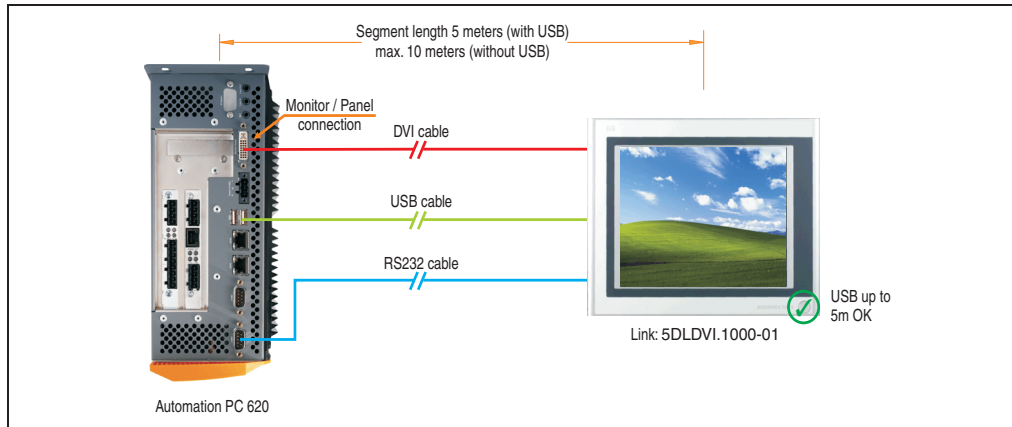 Segment length 5 meters (with USB)
max. 10 meters (without USB)
Monitor / Panel
connection
DVI cable
USB cable
RS232 cable
USB up to
5m OK
Link: 5DLDVI.1000-01
Automation PC 620